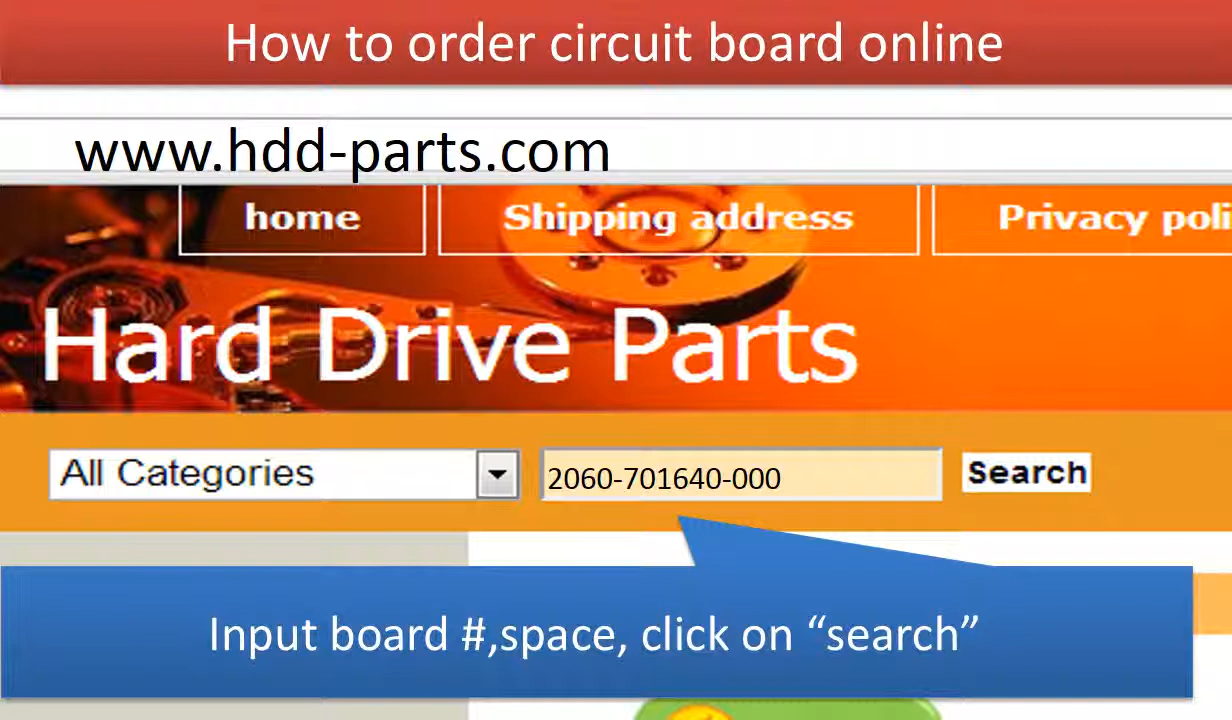 How to order circuit board online
www.hdd-parts.com
home Shipping address Privacy poli
Hard Drive Parts
All Categories 2060-701640-000 Search
Input board #,space, click on “search”